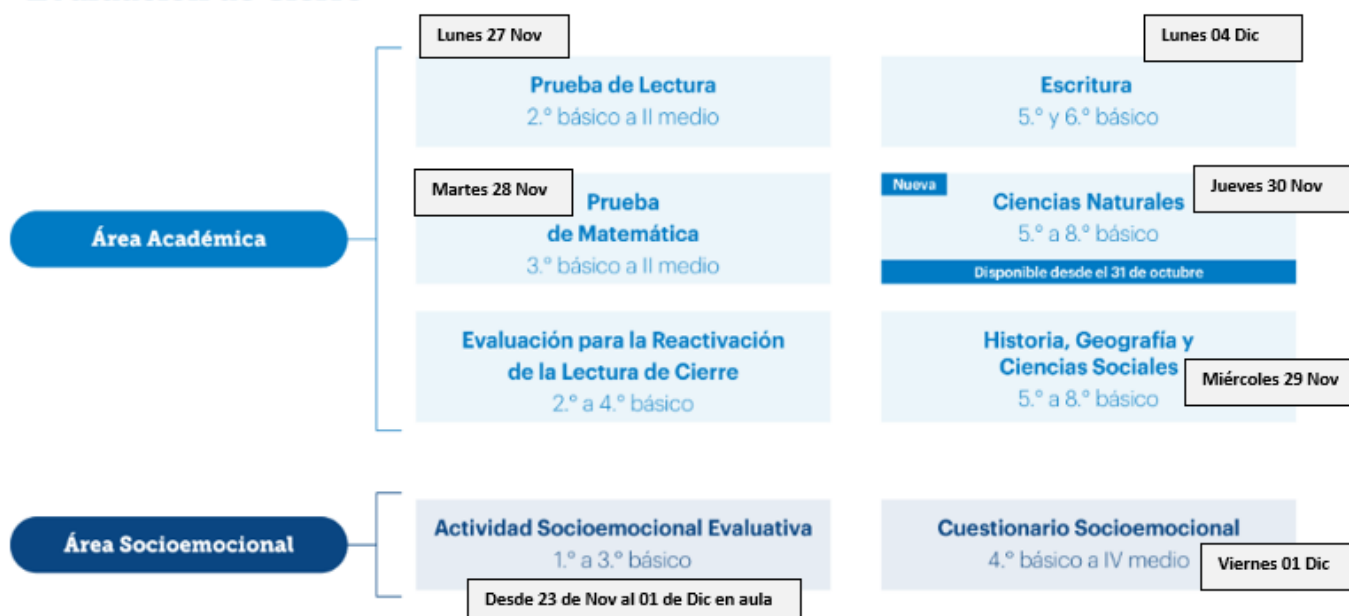 Lunes 27 Nov
Lunes 04 Dic
Prueba de Lectura
2.º básico a II medio
Escritura
5.º y 6.º básico
Martes 28 Nov
Prueba
de Matemática
3.º básico a II medio
Nueva
Jueves 30 Nov
Ciencias Naturales
5.º a 8.º básico
Disponible desde el 31 de octubre
Área Académica
Evaluación para la Reactivación
de la Lectura de Cierre
2.º a 4.º básico
Historia, Geografía y
Ciencias Sociales
5.º a 8.º básico
Miércoles 29 Nov
Área Socioemocional
Actividad Socioemocional Evaluativa
1.º a 3.º básico
Desde 23 de Nov al 01 de Dic en aula
Cuestionario Socioemocional
4.º básico a IV medio
Viernes 01 Dic